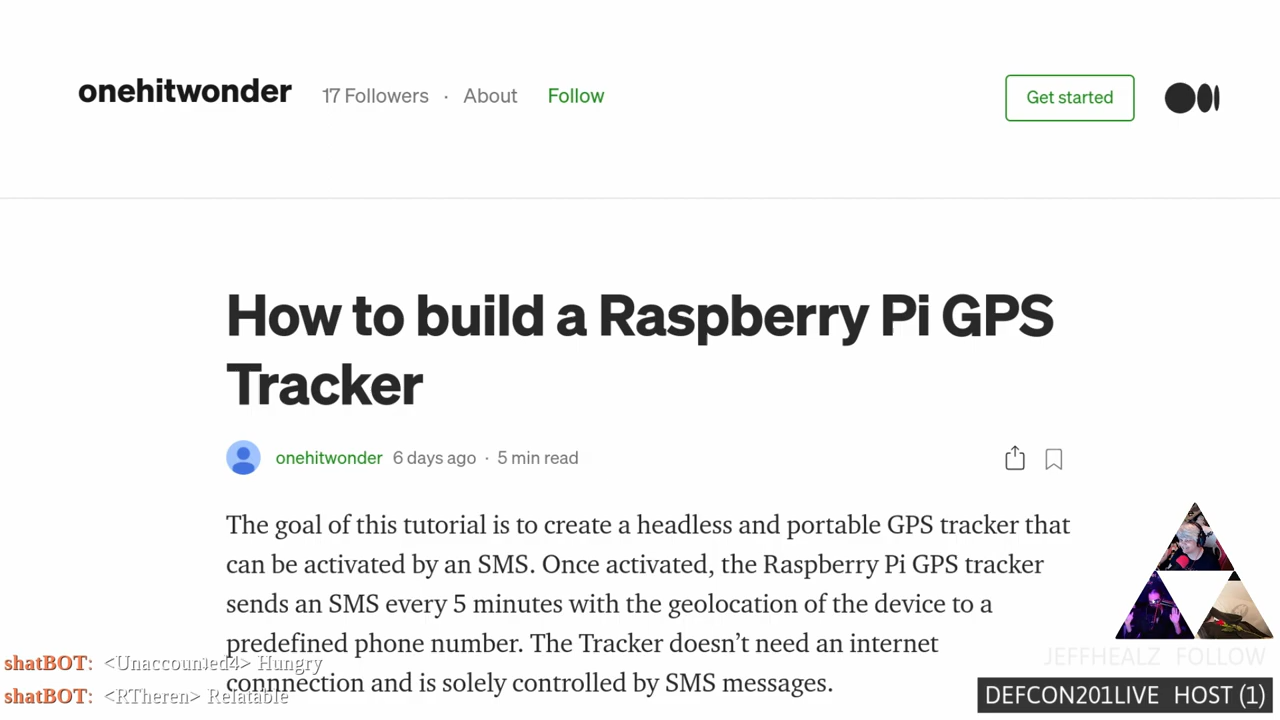 onehitwonder 17 Followers · About Follow Get started
How to build a Raspberry Pi GPS
Tracker
onehitwonder 6 days ago · 5 min read
The goal of this tutorial is to create a headless and portable GPS tracker that
can be activated by an SMS. Once activated, the Raspberry Pi GPS tracker
sends an SMS every 5 minutes with the geolocation of the device to a
predefined phone number. The Tracker doesn’t need an internet
connnection and is solely controlled by SMS messages.
shatBOT: <Unaccounted4> Hungry
shatBOT: <RTheren> Relatable
JEFFHEALZ FOLLOW
DEFCON201LIVE HOST (1)